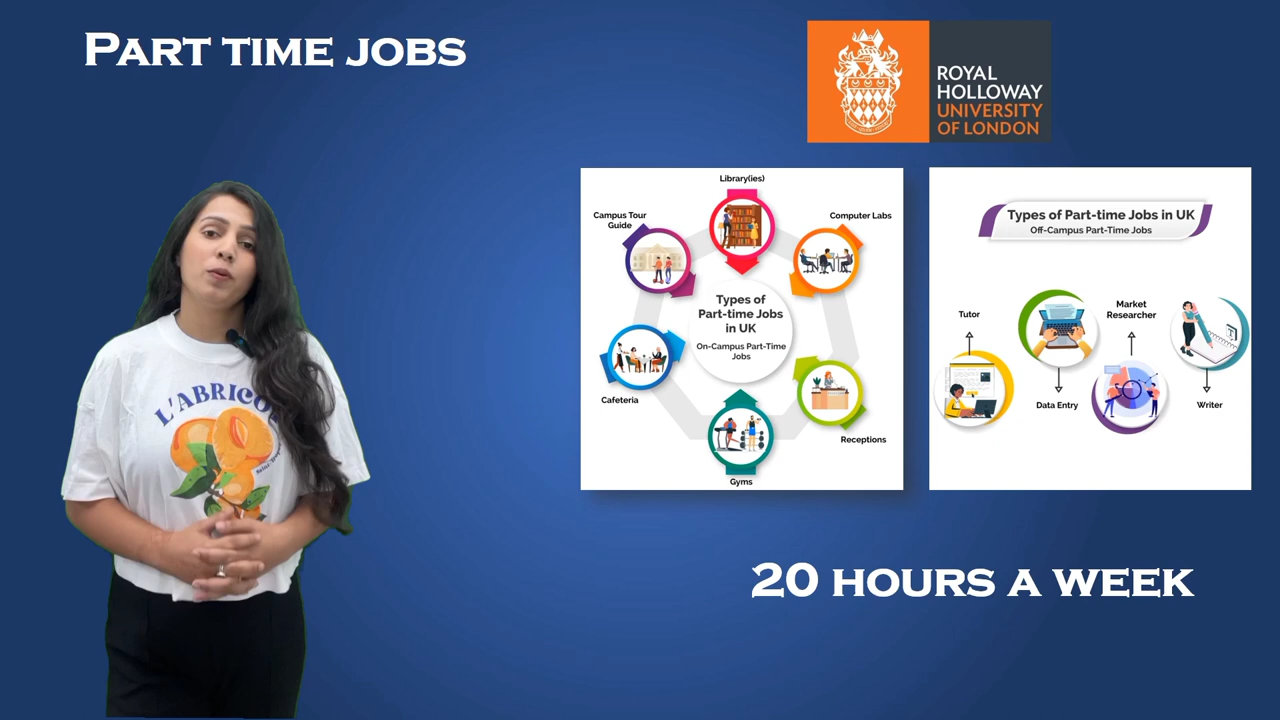 PART TIME JOBS
ROYAL
HOLLOWAY
UNIVERSITY
OF LONDON
Library(ies)
Campus Tour
Guide
Computer Labs
Types of
Part-time Jobs
in UK
On-Campus Part-Time
Jobs
Cafeteria
Receptions
Gyms
Types of Part-time Jobs in UK
Off-Campus Part-Time Jobs
Tutor
Market
Researcher
Data Entry
Writer
L'ABRICO
20 HOURS A WEEK